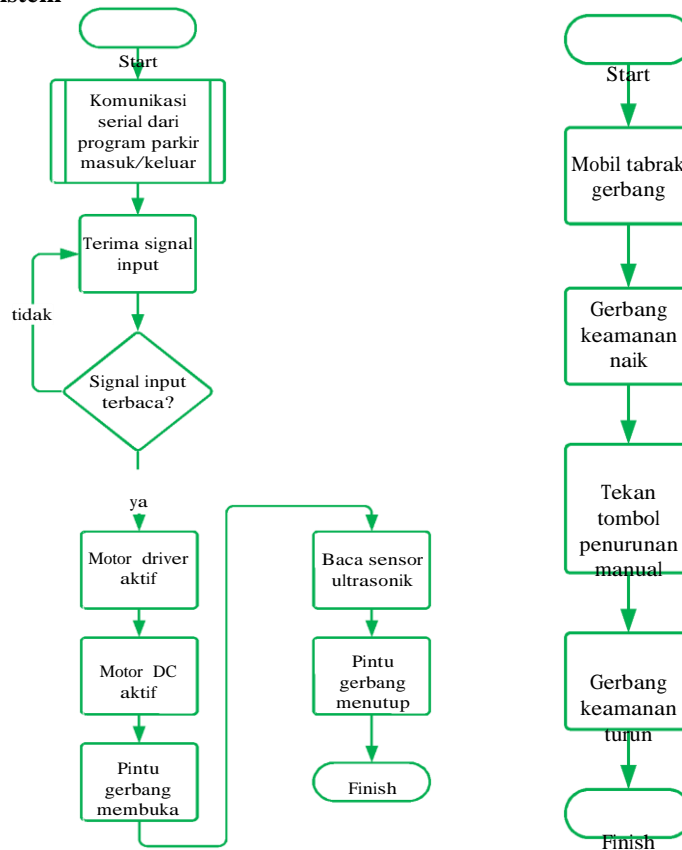 Start
Komunikasi
serial dari
program parkir
masuk/keluar
Terima signal
input
tidak
Signal input
terbaca?
ya
Motor driver
aktif
Motor DC
aktif
Pintu
gerbang
membuka
Baca sensor
ultrasonik
Pintu
gerbang
menutup
Finish
Start
Mobil tabrak
gerbang
Gerbang
keamanan
naik
Tekan
tombol
penurunan
manual
Gerbang
keamanan
turun
Finish